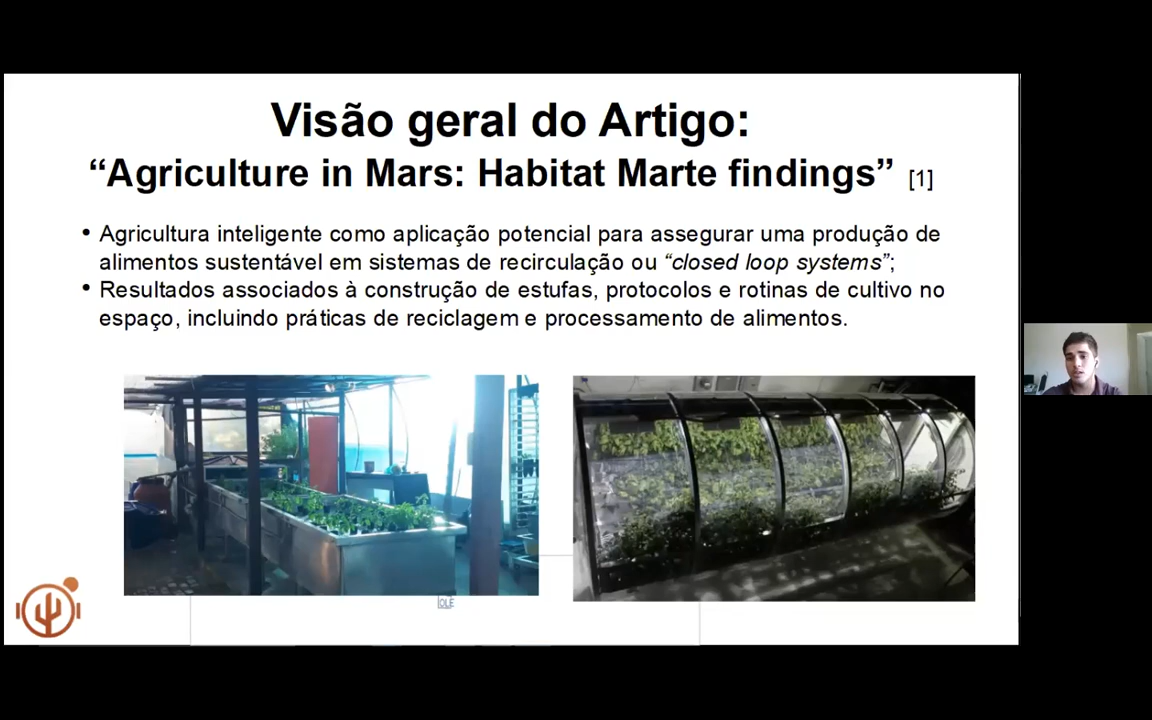 Visão geral do Artigo:
“Agriculture in Mars: Habitat Marte findings” [1]
• Agricultura inteligente como aplicação potencial para assegurar uma produção de
alimentos sustentável em sistemas de recirculação ou “closed loop systems”;
• Resultados associados à construção de estufas, protocolos e rotinas de cultivo no
espaço, incluindo práticas de reciclagem e processamento de alimentos.
OLE